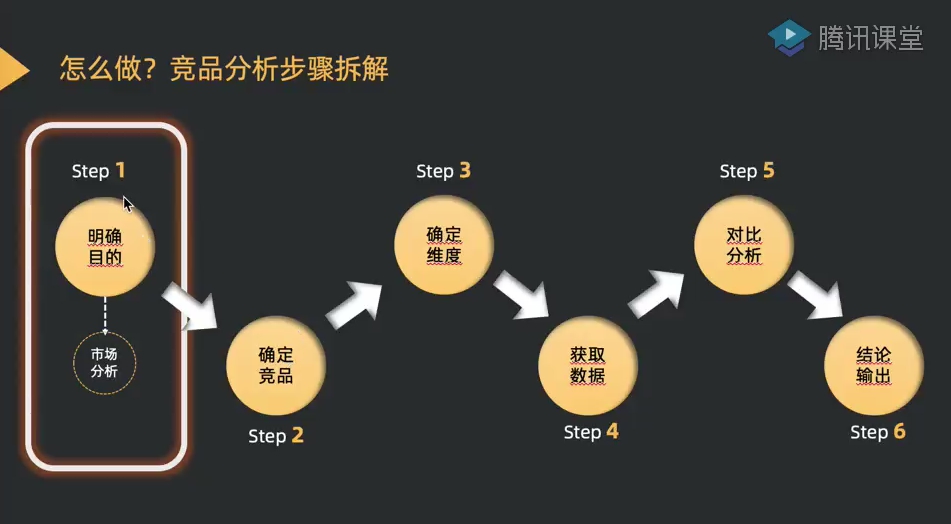 腾讯课堂
怎么做？竞品分析步骤拆解
Step 1
明确
目的
市场
分析
确定
竞品
Step 2
Step 3
确定
维度
获取
数据
Step 4
Step 5
对比
分析
结论
输出
Step 6